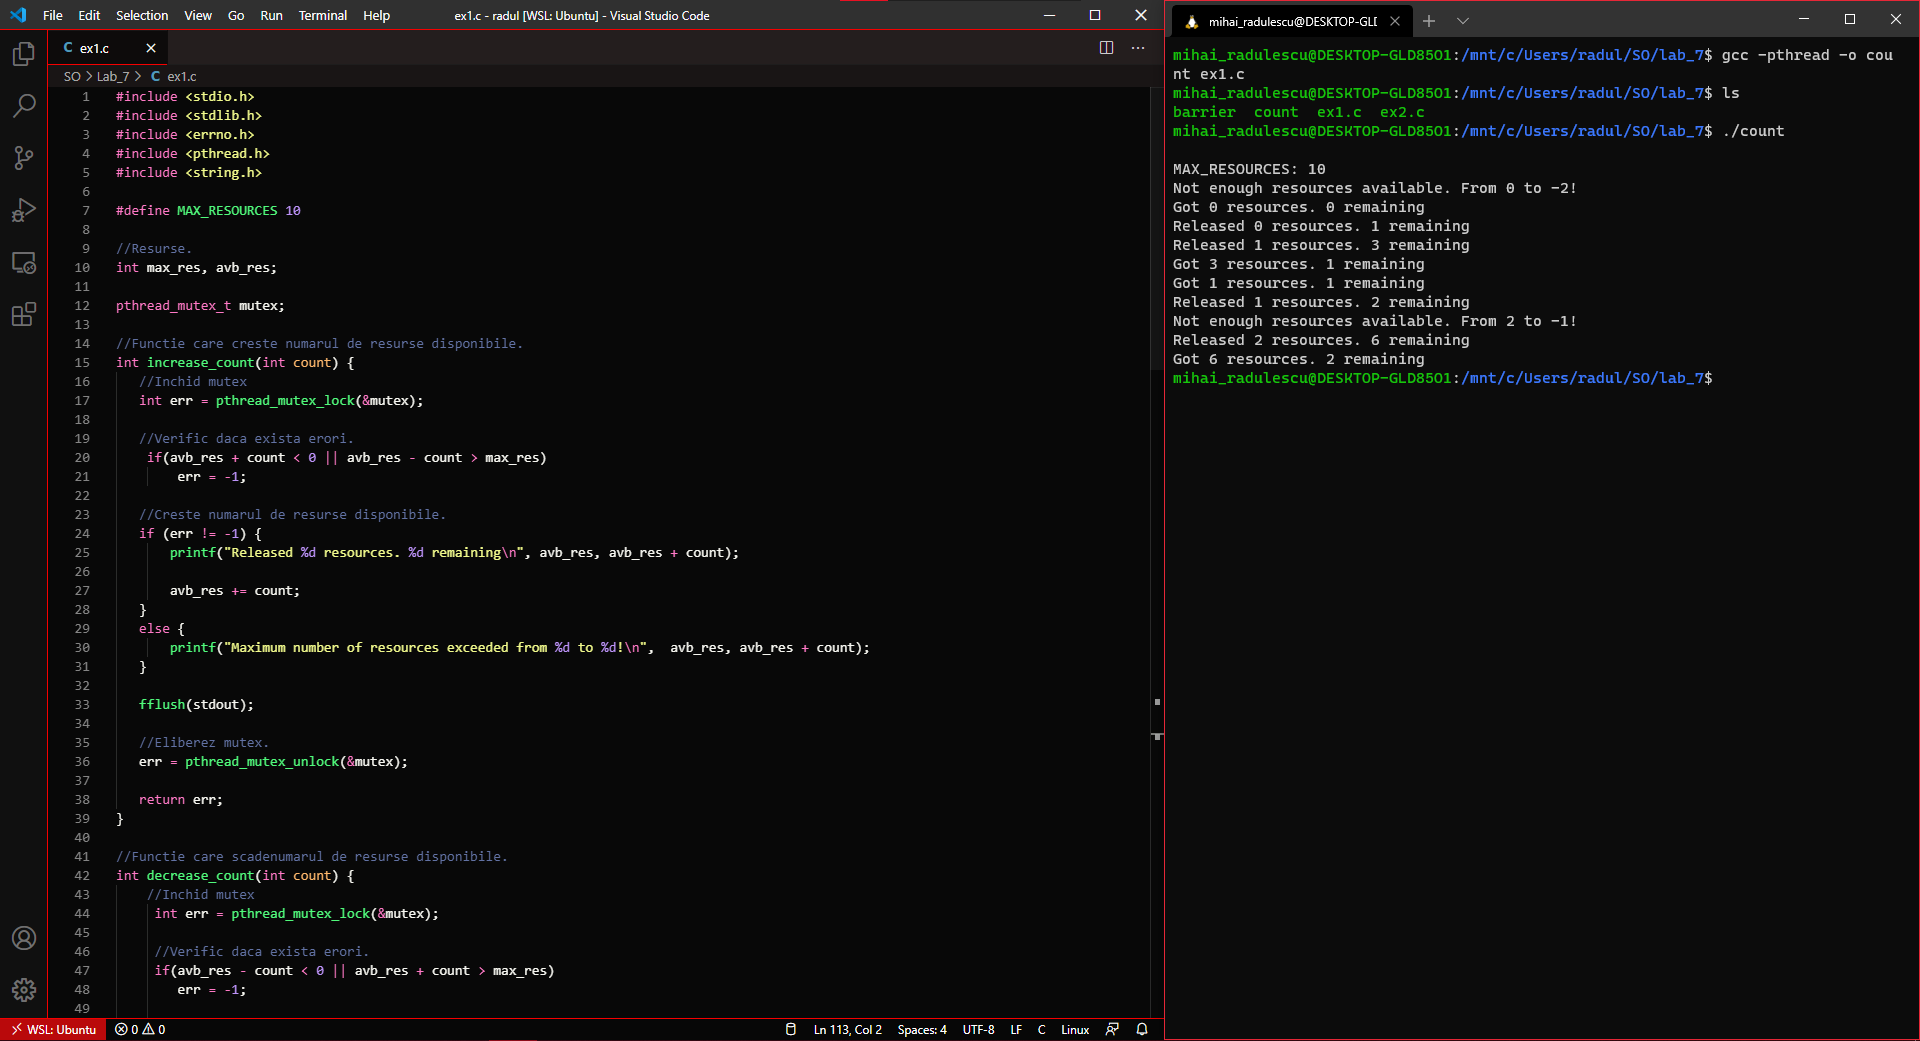 File Edit Selection View Go Run Terminal Help ex1.c - radul [WSL: Ubuntu] - Visual Studio Code
C ex1.c
SO > Lab_7 > C ex1.c
1 #include <stdio.h>
2 #include <stdlib.h>
3 #include <errno.h>
4 #include <pthread.h>
5 #include <string.h>
6
7 #define MAX_RESOURCES 10
8
9 //Resurse.
10 int max_res, avb_res;
11
12 pthread_mutex_t mutex;
13
14 //Functie care creste numarul de resurse disponibile.
15 int increase_count(int count) {
16 //Inchid mutex
17 int err = pthread_mutex_lock(&mutex);
18
19 //Verific daca exista erori.
20 if(avb_res + count < 0 || avb_res - count > max_res)
21 err = -1;
22
23 //Creste numarul de resurse disponibile.
24 if (err != -1) {
25 printf("Released %d resources. %d remaining\n", avb_res, avb_res + count);
26
27 avb_res += count;
28 }
29 else {
30 printf("Maximum number of resources exceeded from %d to %d!\n",  avb_res, avb_res + count);
31 }
32
33 fflush(stdout);
34
35 //Eliberez mutex.
36 err = pthread_mutex_unlock(&mutex);
37
38 return err;
39 }
40
41 //Functie care scadenumarul de resurse disponibile.
42 int decrease_count(int count) {
43 //Inchid mutex
44 int err = pthread_mutex_lock(&mutex);
45
46 //Verific daca exista erori.
47 if(avb_res - count < 0 || avb_res + count > max_res)
48 err = -1;
49
WSL: Ubuntu 0 0 Ln 113, Col 2 Spaces: 4 UTF-8 LF C Linux
mihai_radulescu@DESKTOP-GLD
mihai_radulescu@DESKTOP-GLD85O1:/mnt/c/Users/radul/SO/lab_7$ gcc -pthread -o cou
nt ex1.c
mihai_radulescu@DESKTOP-GLD85O1:/mnt/c/Users/radul/SO/lab_7$ ls
barrier count ex1.c ex2.c
mihai_radulescu@DESKTOP-GLD85O1:/mnt/c/Users/radul/SO/lab_7$ ./count
MAX_RESOURCES: 10
Not enough resources available. From 0 to -2!
Got 0 resources. 0 remaining
Released 0 resources. 1 remaining
Released 1 resources. 3 remaining
Got 3 resources. 1 remaining
Got 1 resources. 1 remaining
Released 1 resources. 2 remaining
Not enough resources available. From 2 to -1!
Released 2 resources. 6 remaining
Got 6 resources. 2 remaining
mihai_radulescu@DESKTOP-GLD85O1:/mnt/c/Users/radul/SO/lab_7$